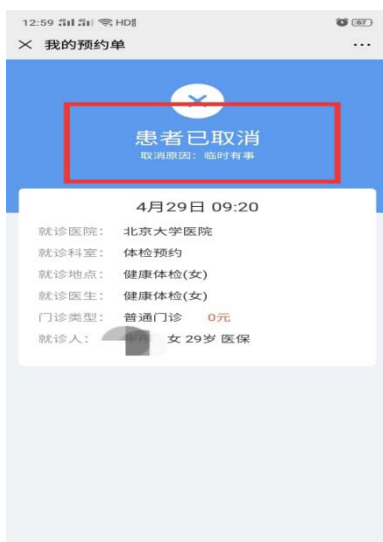 12:59 HD
67
我的预约单
患者已取消
取消原因：临时有事
4月29日 09:20
就诊医院： 北京大学医院
就诊科室： 体检预约
就诊地点： 健康体检(女)
就诊医生： 健康体检(女)
门诊类型： 普通门诊 0元
就诊人： 女 29岁 医保